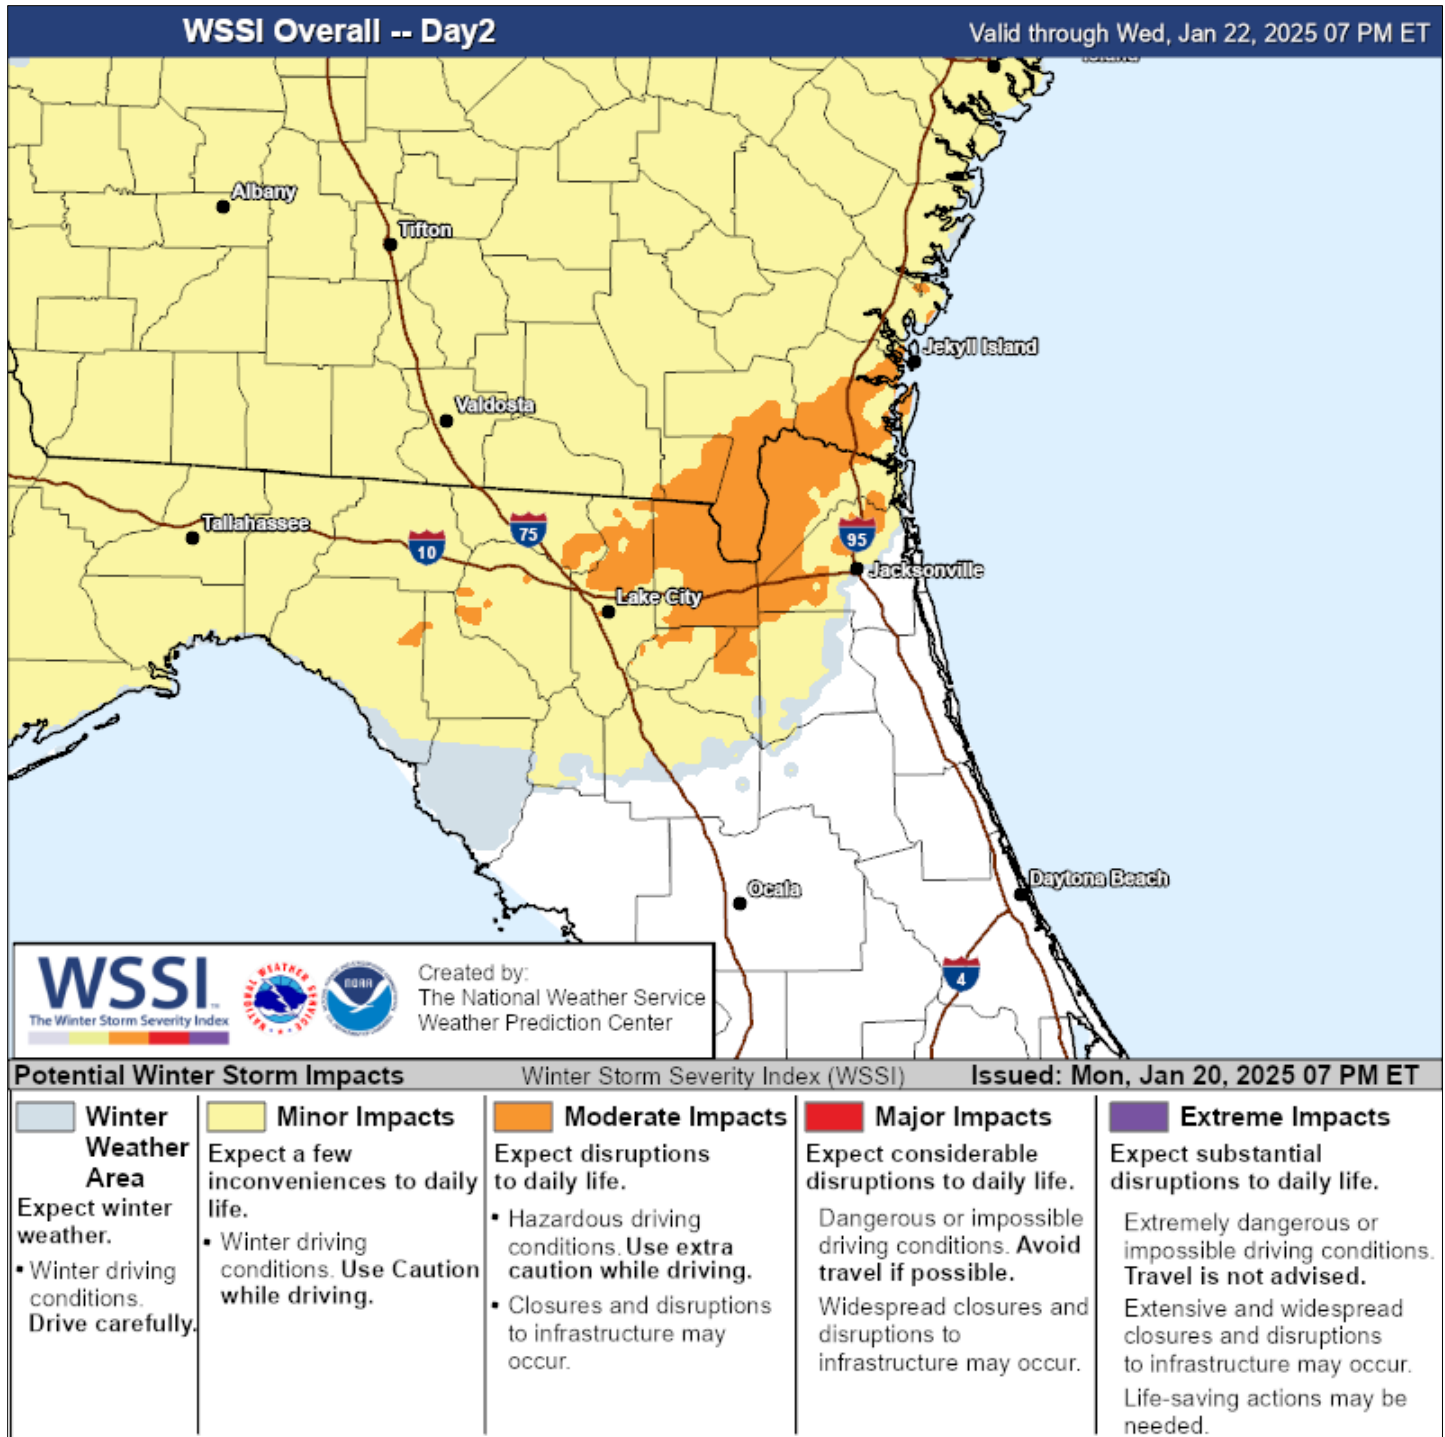 WSSI Overall -- Day2
Valid through Wed, Jan 22, 2025 07 PM ET
Island
Albany
Tifton
Jekyll Island
Valdosta
Tallahassee
10
75
95
Jacksonville
Lake City
Ocala
Daytona Beach
4
WSSI
™
The Winter Storm Severity Index
NATIONAL WEATHER SERVICE
NOAA
Created by:
The National Weather Service
Weather Prediction Center
Potential Winter Storm Impacts
Winter Storm Severity Index (WSSI)
Issued: Mon, Jan 20, 2025 07 PM ET
Winter
Weather
Area
Expect winter
weather.
▪ Winter driving
conditions.
Drive carefully.
Minor Impacts
Expect a few
inconveniences to daily
life.
▪ Winter driving
conditions. Use Caution
while driving.
Moderate Impacts
Expect disruptions
to daily life.
▪ Hazardous driving
conditions. Use extra
caution while driving.
▪ Closures and disruptions
to infrastructure may
occur.
Major Impacts
Expect considerable
disruptions to daily life.
Dangerous or impossible
driving conditions. Avoid
travel if possible.
Widespread closures and
disruptions to
infrastructure may occur.
Extreme Impacts
Expect substantial
disruptions to daily life.
Extremely dangerous or
impossible driving conditions.
Travel is not advised.
Extensive and widespread
closures and disruptions
to infrastructure may occur.
Life-saving actions may be
needed.